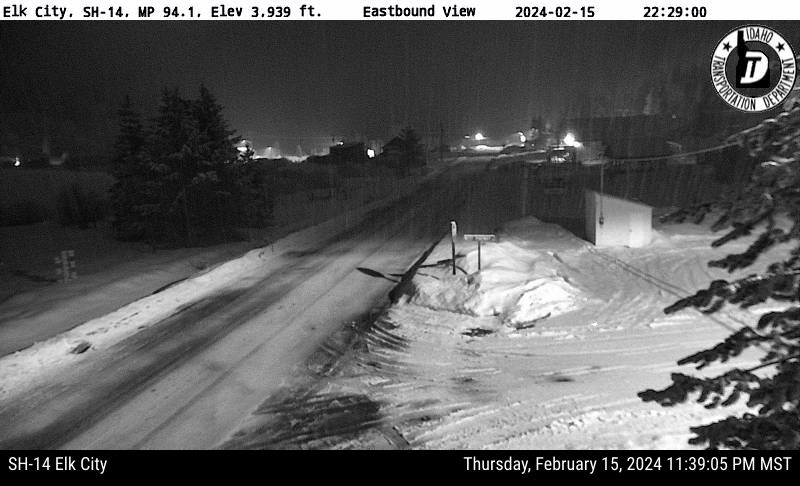 Elk City, SH-14, MP 94.1, Elev 3,939 ft. Eastbound View 2024-02-15 22:29:00
IDAHO
TRANSPORTATION DEPARTMENT
SH-14 Elk City Thursday, February 15, 2024 11:39:05 PM MST